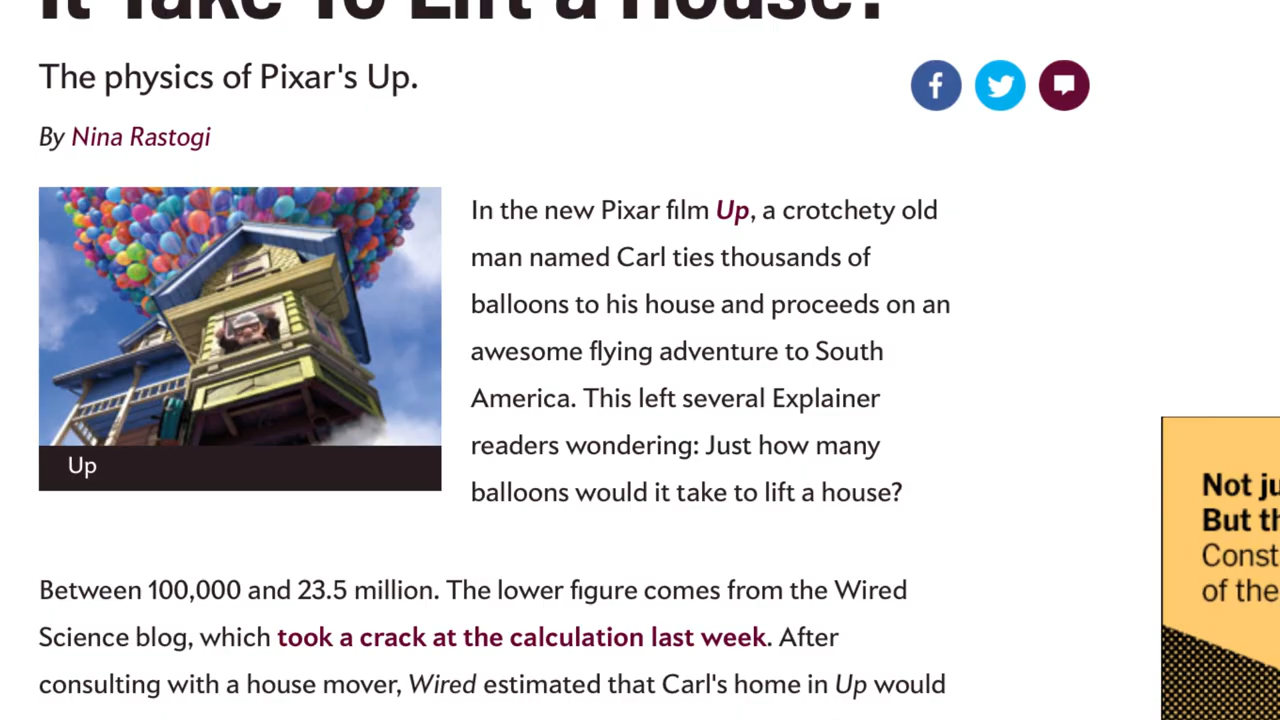 It Take To Lift a House?
The physics of Pixar's Up.
By Nina Rastogi
In the new Pixar film Up, a crotchety old
man named Carl ties thousands of
balloons to his house and proceeds on an
awesome flying adventure to South
America. This left several Explainer
readers wondering: Just how many
balloons would it take to lift a house?
Up
Between 100,000 and 23.5 million. The lower figure comes from the Wired
Science blog, which took a crack at the calculation last week. After
consulting with a house mover, Wired estimated that Carl's home in Up would
Not ju
But th
Const
of the